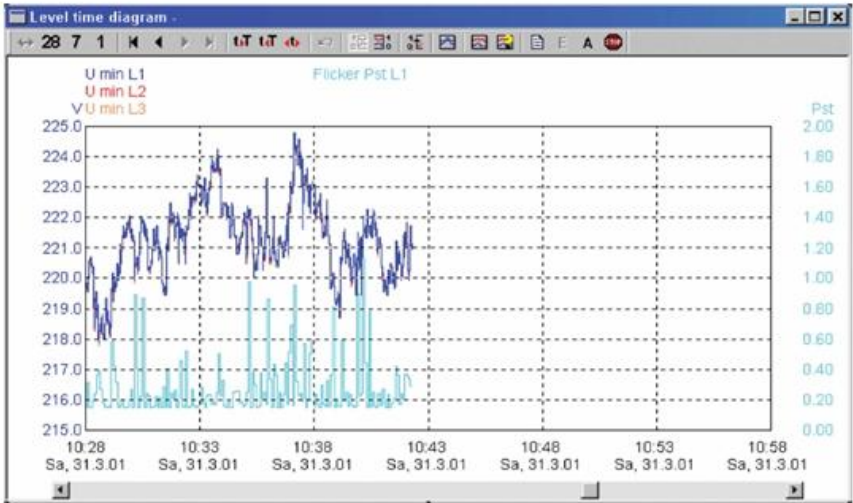 Level time diagram -
28 7 1 t₀T t₀T E A STOP
U min L1 Flicker Pst L1
U min L2
V U min L3 Pst
225.0 2.00
224.0 1.80
223.0 1.60
222.0 1.40
221.0 1.20
220.0 1.00
219.0 0.80
218.0 0.60
217.0 0.40
216.0 0.20
215.0 0.00
10:28 10:33 10:38 10:43 10:48 10:53 10:58
Sa, 31.3.01 Sa, 31.3.01 Sa, 31.3.01 Sa, 31.3.01 Sa, 31.3.01 Sa, 31.3.01 Sa, 31.3.01